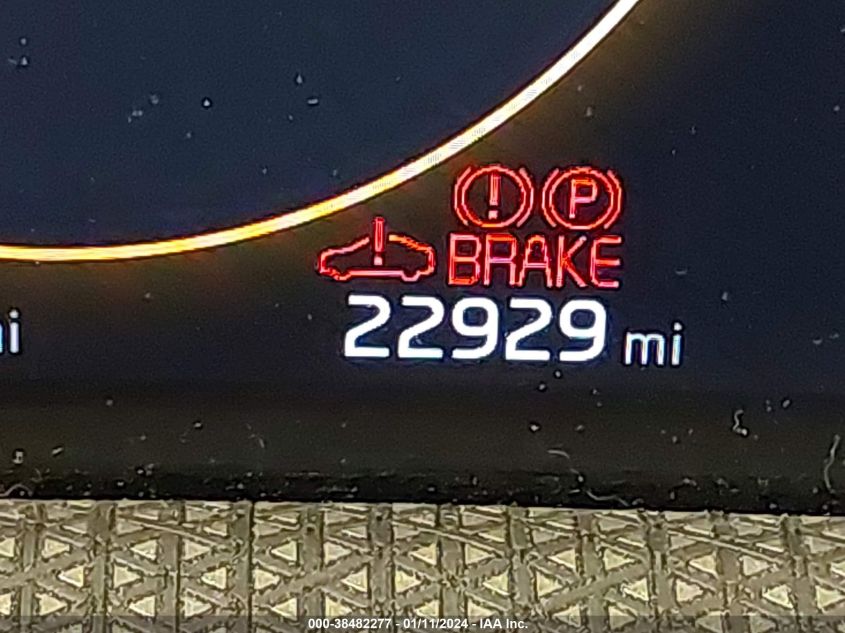 ! P
BRAKE
22929 mi
000-38482277 - 01/11/2024 - IAA Inc.